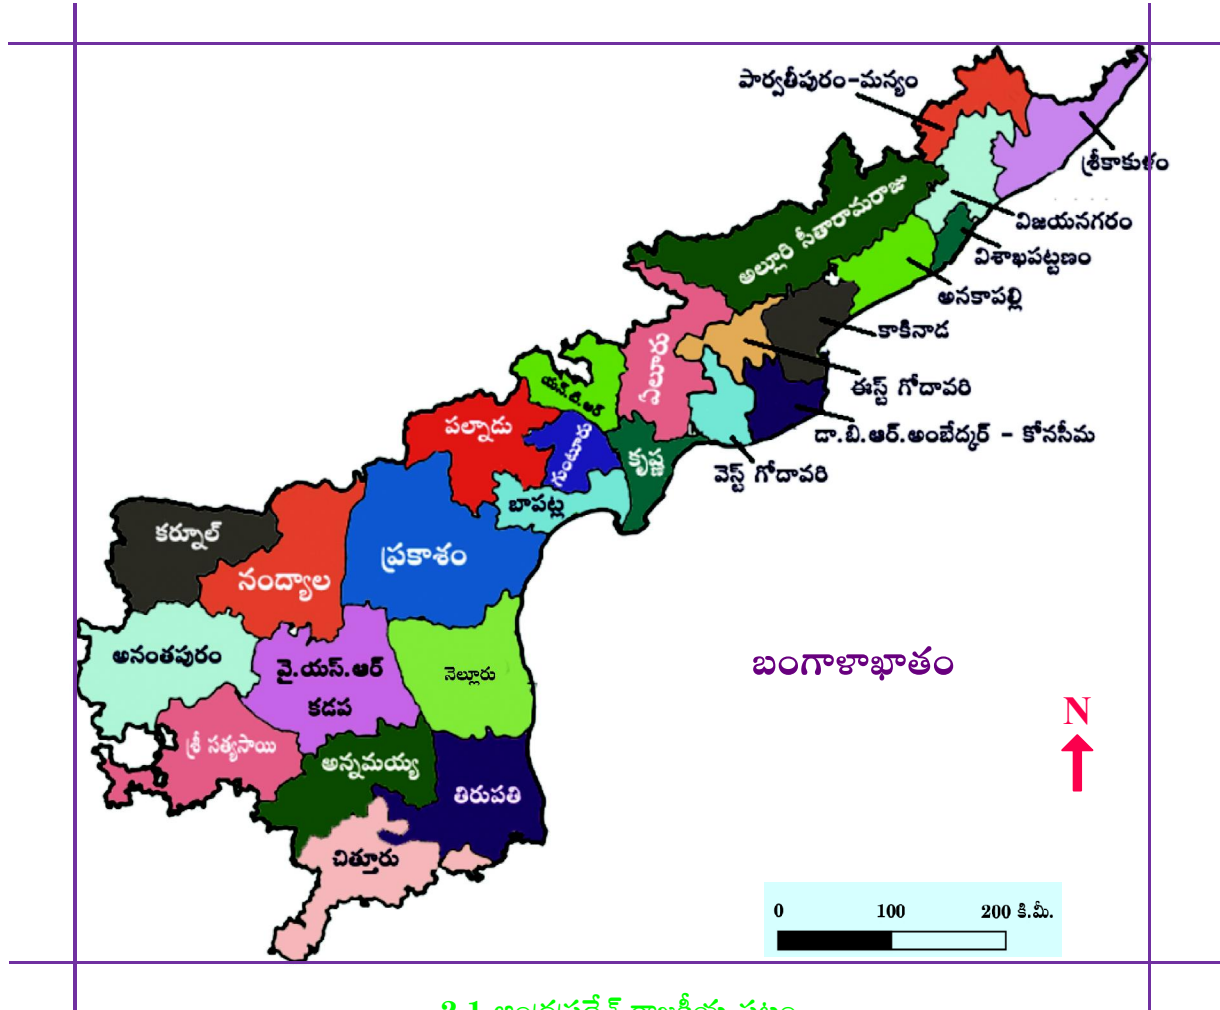 పార్వతీపురం-మన్యం
శ్రీకాకుళం
విజయనగరం
విశాఖపట్టణం
అల్లూరి సీతారామరాజు
అనకాపల్లి
కాకినాడ
ఏలూరు
ఈస్ట్ గోదావరి
యన్.టి.ఆర్
డా.బి.ఆర్.అంబేద్కర్ - కోనసీమ
పల్నాడు
గుంటూరు
కృష్ణ
వెస్ట్ గోదావరి
బాపట్ల
కర్నూల్
ప్రకాశం
నంద్యాల
అనంతపురం
వై.యస్.ఆర్
కడప
నెల్లూరు
బంగాళాఖాతం
N
శ్రీ సత్యసాయి
అన్నమయ్య
తిరుపతి
చిత్తూరు
0 100 200 కి.మీ.